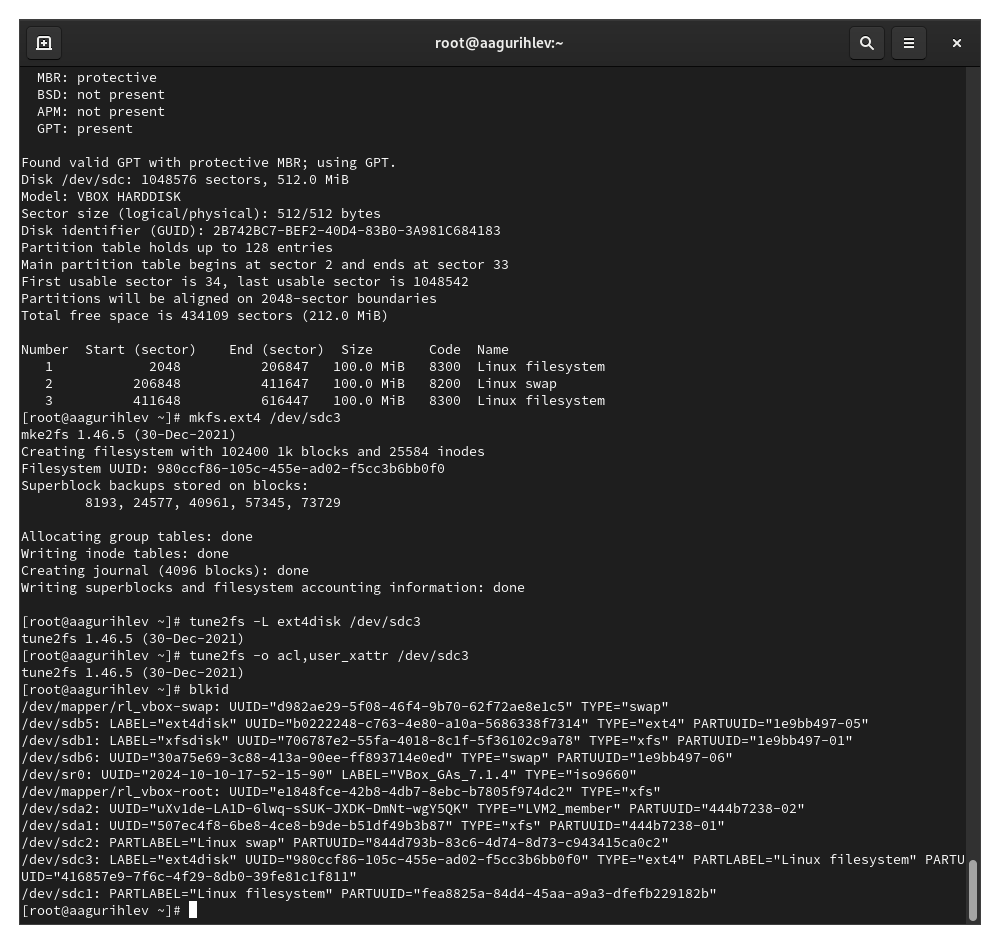 root@aagurihlev:~
  MBR: protective
  BSD: not present
  APM: not present
  GPT: present

Found valid GPT with protective MBR; using GPT.
Disk /dev/sdc: 1048576 sectors, 512.0 MiB
Model: VBOX HARDDISK
Sector size (logical/physical): 512/512 bytes
Disk identifier (GUID): 2B742BC7-BEF2-40D4-83B0-3A981C684183
Partition table holds up to 128 entries
Main partition table begins at sector 2 and ends at sector 33
First usable sector is 34, last usable sector is 1048542
Partitions will be aligned on 2048-sector boundaries
Total free space is 434109 sectors (212.0 MiB)

Number  Start (sector)    End (sector)  Size       Code  Name
   1            2048          206847   100.0 MiB   8300  Linux filesystem
   2          206848          411647   100.0 MiB   8200  Linux swap
   3          411648          616447   100.0 MiB   8300  Linux filesystem
[root@aagurihlev ~]# mkfs.ext4 /dev/sdc3
mke2fs 1.46.5 (30-Dec-2021)
Creating filesystem with 102400 1k blocks and 25584 inodes
Filesystem UUID: 980ccf86-105c-455e-ad02-f5cc3b6bb0f0
Superblock backups stored on blocks:
        8193, 24577, 40961, 57345, 73729

Allocating group tables: done
Writing inode tables: done
Creating journal (4096 blocks): done
Writing superblocks and filesystem accounting information: done

[root@aagurihlev ~]# tune2fs -L ext4disk /dev/sdc3
tune2fs 1.46.5 (30-Dec-2021)
[root@aagurihlev ~]# tune2fs -o acl,user_xattr /dev/sdc3
tune2fs 1.46.5 (30-Dec-2021)
[root@aagurihlev ~]# blkid
/dev/mapper/rl_vbox-swap: UUID="d982ae29-5f08-46f4-9b70-62f72ae8e1c5" TYPE="swap"
/dev/sdb5: LABEL="ext4disk" UUID="b0222248-c763-4e80-a10a-5686338f7314" TYPE="ext4" PARTUUID="1e9bb497-05"
/dev/sdb1: LABEL="xfsdisk" UUID="706787e2-55fa-4018-8c1f-5f36102c9a78" TYPE="xfs" PARTUUID="1e9bb497-01"
/dev/sdb6: UUID="30a75e69-3c88-413a-90ee-ff893714e0ed" TYPE="swap" PARTUUID="1e9bb497-06"
/dev/sr0: UUID="2024-10-10-17-52-15-90" LABEL="VBox_GAs_7.1.4" TYPE="iso9660"
/dev/mapper/rl_vbox-root: UUID="e1848fce-42b8-4db7-8ebc-b7805f974dc2" TYPE="xfs"
/dev/sda2: UUID="uXv1de-LA1D-6lwq-sSUK-JXDK-DmNt-wgY5QK" TYPE="LVM2_member" PARTUUID="444b7238-02"
/dev/sda1: UUID="507ec4f8-6be8-4ce8-b9de-b51df49b3b87" TYPE="xfs" PARTUUID="444b7238-01"
/dev/sdc2: PARTLABEL="Linux swap" PARTUUID="844d793b-83c6-4d74-8d73-c943415ca0c2"
/dev/sdc3: LABEL="ext4disk" UUID="980ccf86-105c-455e-ad02-f5cc3b6bb0f0" TYPE="ext4" PARTLABEL="Linux filesystem" PARTU
UID="416857e9-7f6c-4f29-8db0-39fe81c1f811"
/dev/sdc1: PARTLABEL="Linux filesystem" PARTUUID="fea8825a-84d4-45aa-a9a3-dfefb229182b"
[root@aagurihlev ~]#